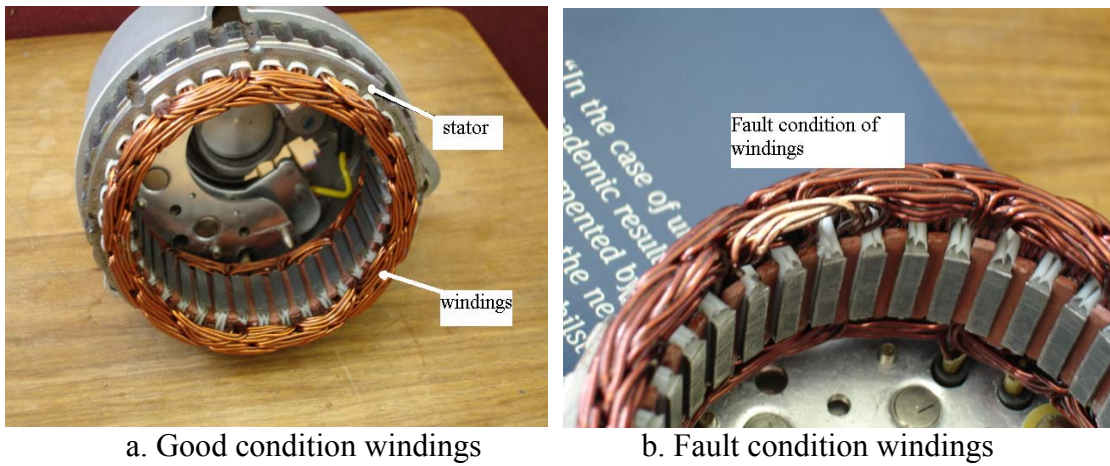 stator
windings
a. Good condition windings
"In the case of u
ademic resul
mented by
the ne
hilst
Fault condition of
windings
b. Fault condition windings